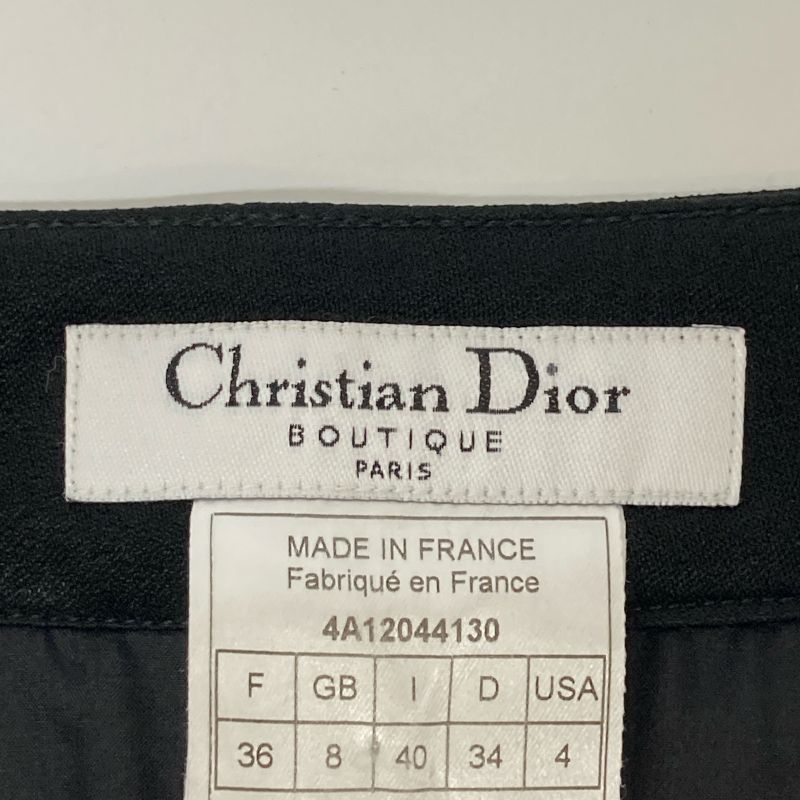 Christian Dior
BOUTIQUE
PARIS
MADE IN FRANCE
Fabriqué en France
4A12044130
F GB I D USA
36 8 40 34 4